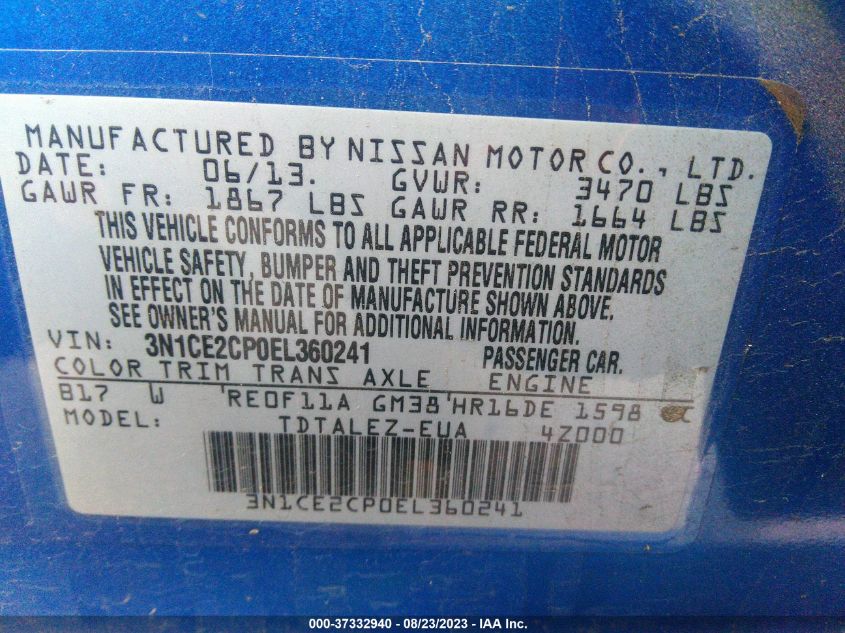 MANUFACTURED BY NISSAN MOTOR CO., LTD.
DATE: 06/13. GVWR: 3470 LBS
GAWR FR: 1867 LBS GAWR RR: 1664 LBS
THIS VEHICLE CONFORMS TO ALL APPLICABLE FEDERAL MOTOR
VEHICLE SAFETY, BUMPER AND THEFT PREVENTION STANDARDS
IN EFFECT ON THE DATE OF MANUFACTURE SHOWN ABOVE.
SEE OWNER'S MANUAL FOR ADDITIONAL INFORMATION.
VIN: 3N1CE2CP0EL360241 PASSENGER CAR.
COLOR TRIM TRANS AXLE ENGINE
B17 W 'RE0F11A GM38'HR16DE 1598 CC
MODEL: TDTALEZ-EUA 4Z000
3N1CE2CP0EL360241
000-37332940 - 08/23/2023 - IAA Inc.